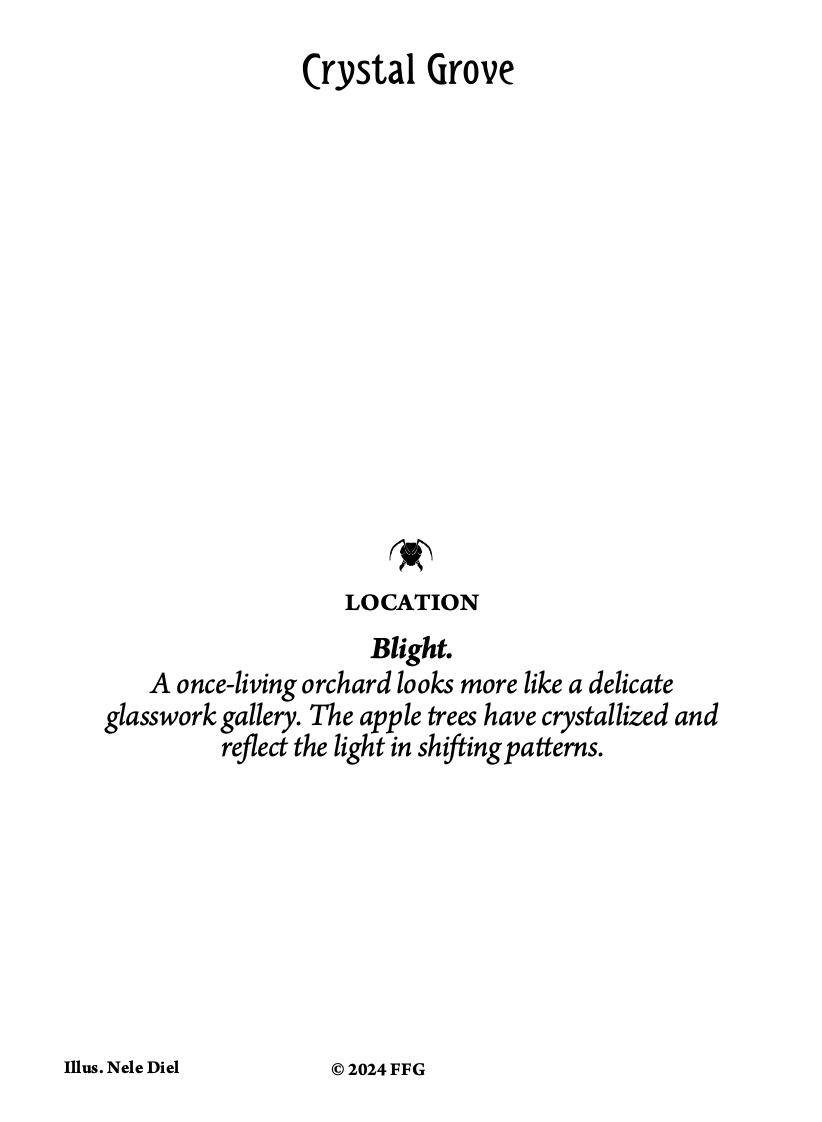 Crystal Grove
LOCATION
Blight.
A once-living orchard looks more like a delicate
glasswork gallery. The apple trees have crystallized and
reflect the light in shifting patterns.
Illus. Nele Diel
© 2024 FFG